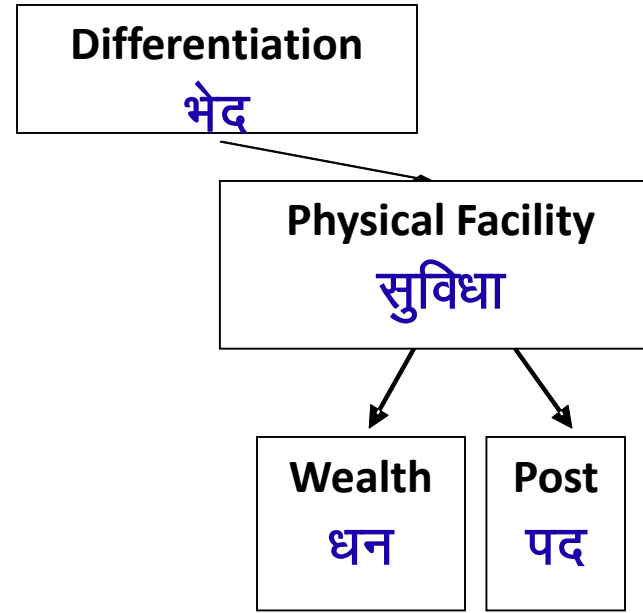 Differentiation
भेद
Physical Facility
सुविधा
Wealth
धन
Post
पद